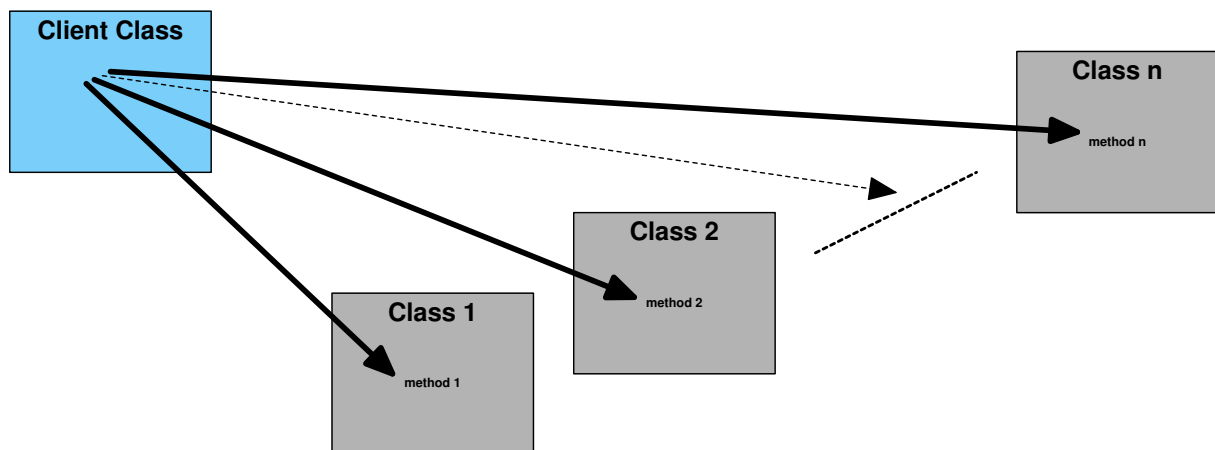 Client Class
Class n
method n
Class 2
method 2
Class 1
method 1